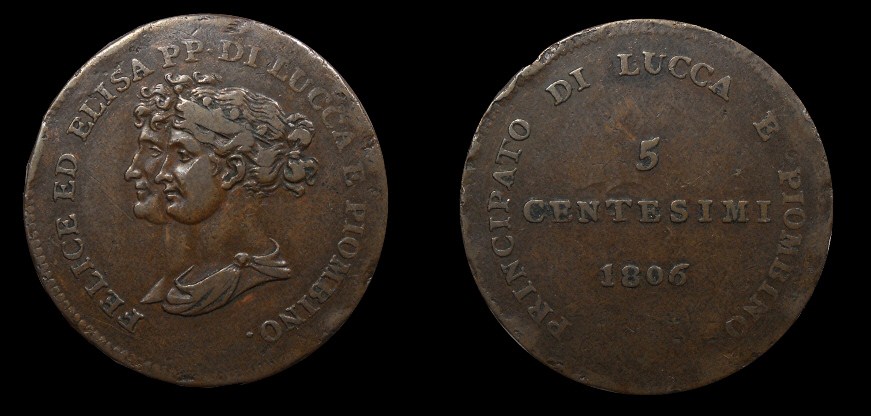 FELICE ED ELISA PP·DI LUCCA E PIOMBINO.
PRINCIPATO DI LUCCA E PIOMBINO.
5
CENTESIMI
1806